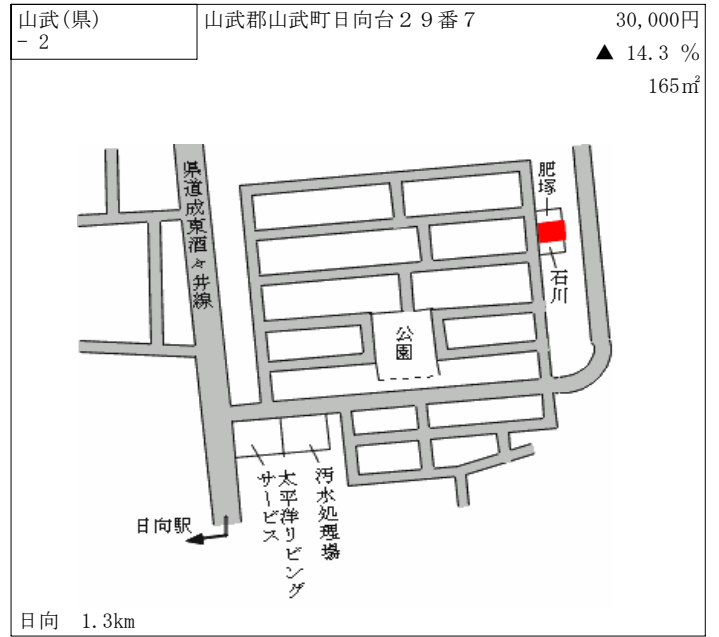 山武(県)
－2
山武郡山武町日向台２９番７
30,000円
▲ 14.3 %
165㎡
県道成東酒々井線
肥塚
石川
公園
サービス
太平洋リビング
汚水処理場
日向駅
日向　1.3km